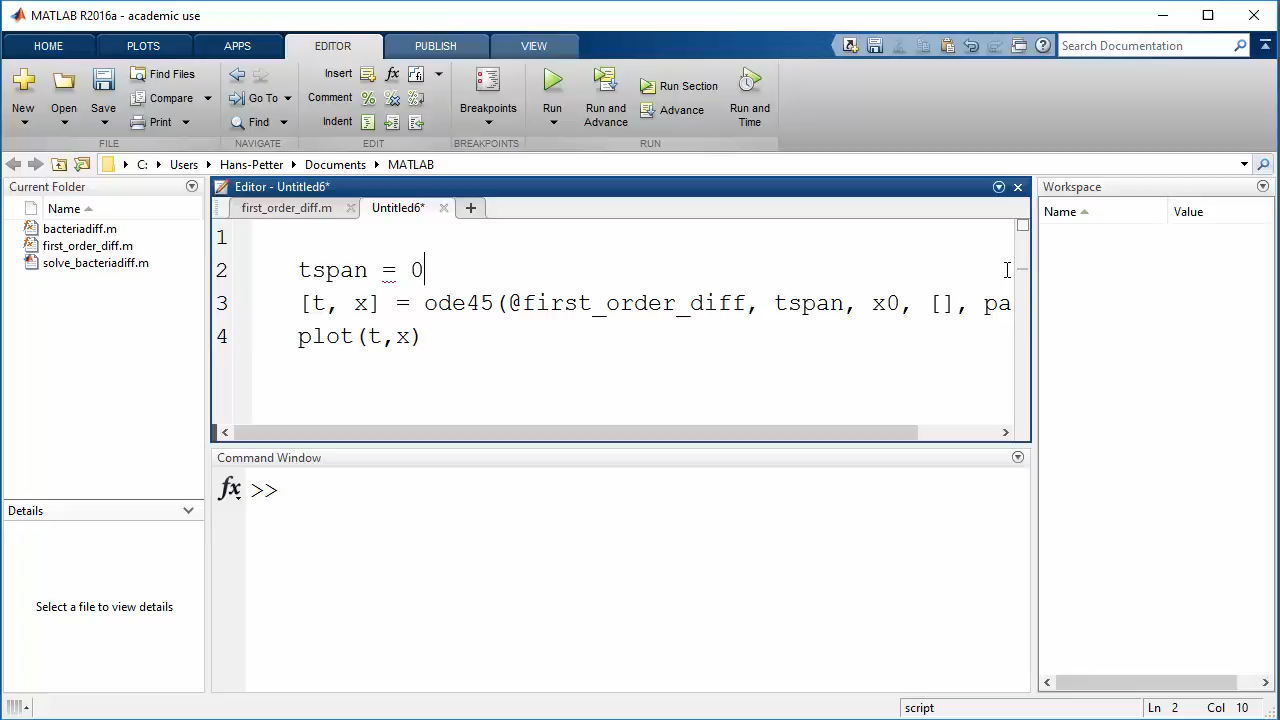 MATLAB R2016a - academic use
HOME PLOTS APPS EDITOR PUBLISH VIEW
Search Documentation
New Open Save Find Files Compare Print
Go To Find
Insert fx
Comment
Indent
Breakpoints
Run Run and Advance Run Section Advance Run and Time
FILE NAVIGATE EDIT BREAKPOINTS RUN
C: Users Hans-Petter Documents MATLAB
Current Folder
Name
bacteriadiff.m
first_order_diff.m
solve_bacteriadiff.m
Details
Select a file to view details
Editor - Untitled6*
first_order_diff.m Untitled6* +
1
2 tspan = 0
3 [t, x] = ode45(@first_order_diff, tspan, x0, [], pa
4 plot(t,x)
Command Window
fx >>
Workspace
Name Value
script Ln 2 Col 10